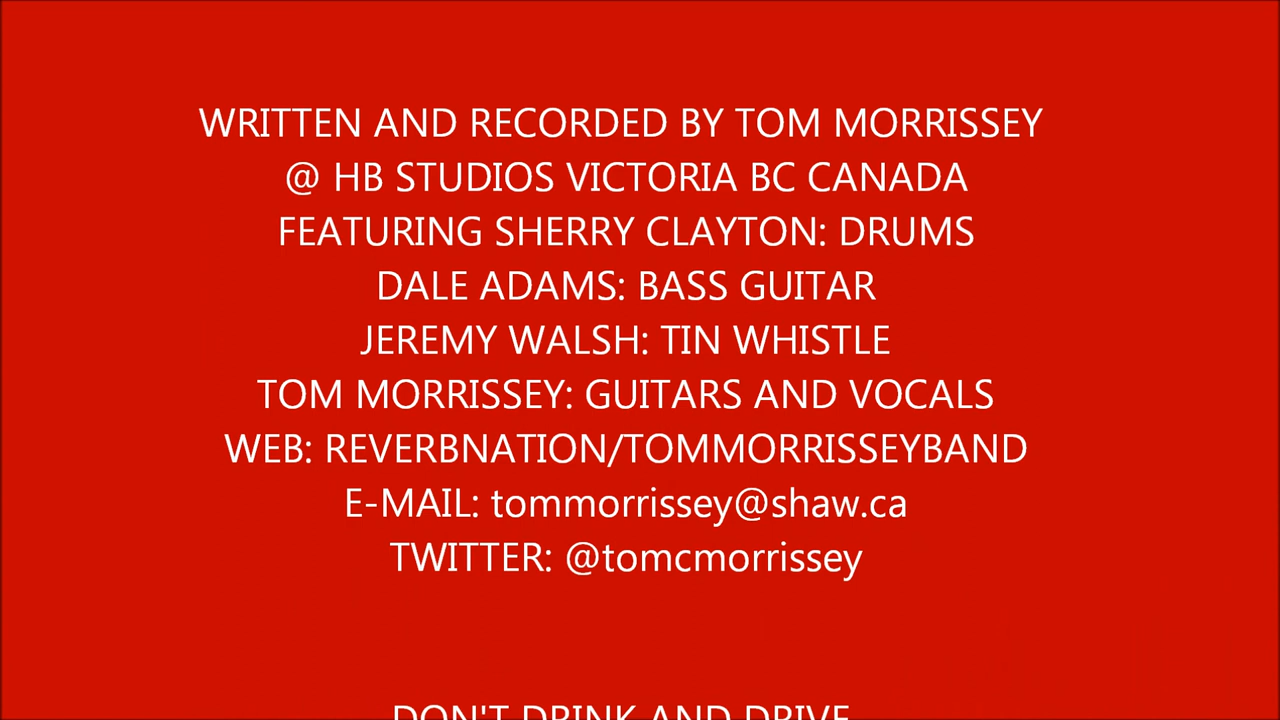 WRITTEN AND RECORDED BY TOM MORRISSEY
@ HB STUDIOS VICTORIA BC CANADA
FEATURING SHERRY CLAYTON: DRUMS
DALE ADAMS: BASS GUITAR
JEREMY WALSH: TIN WHISTLE
TOM MORRISSEY: GUITARS AND VOCALS
WEB: REVERBNATION/TOMMORRISSEYBAND
E-MAIL: tommorrissey@shaw.ca
TWITTER: @tomcmorrissey
DON'T DRINK AND DRIVE